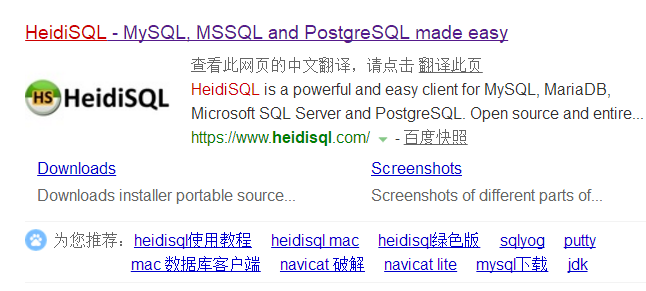 HeidiSQL - MySQL, MSSQL and PostgreSQL made easy
查看此网页的中文翻译，请点击 翻译此页
HS HeidiSQL
HeidiSQL is a powerful and easy client for MySQL, MariaDB,
Microsoft SQL Server and PostgreSQL. Open source and entire...
https://www.heidisql.com/ - 百度快照
Downloads Screenshots
Downloads installer portable source... Screenshots of different parts of...
为您推荐： heidisql使用教程 heidisql mac heidisql绿色版 sqlyog putty
mac 数据库客户端 navicat 破解 navicat lite mysql下载 jdk